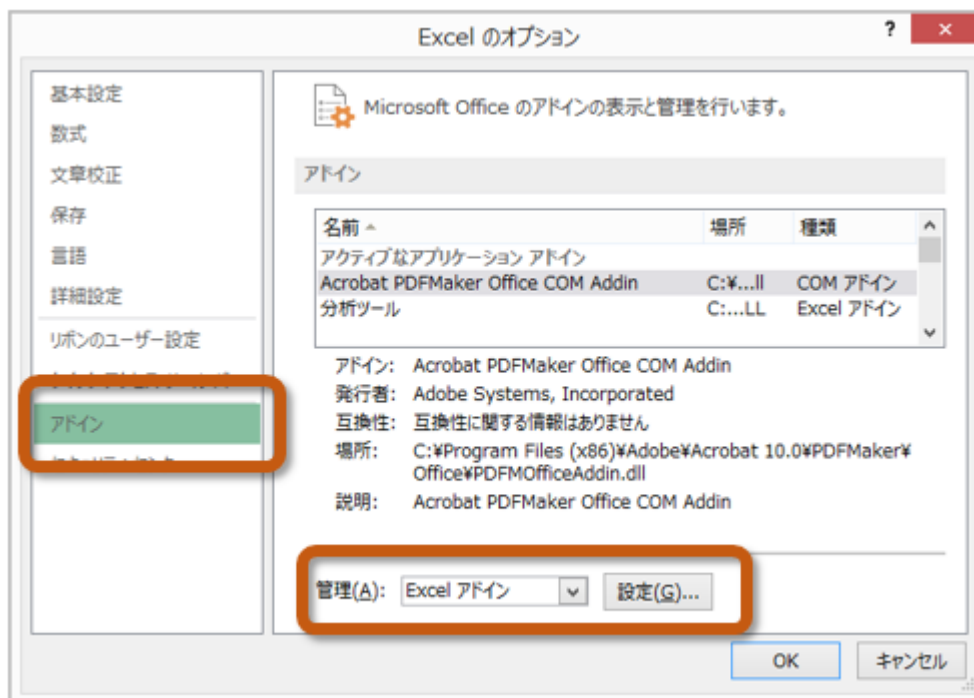 Excel のオプション
?
×
基本設定
数式
文章校正
保存
言語
詳細設定
リボンのユーザー設定
アドイン
Microsoft Office のアドインの表示と管理を行います。
アドイン
名前 場所 種類
アクティブなアプリケーション アドイン
Acrobat PDFMaker Office COM Addin C:¥...ll COM アドイン
分析ツール C:...LL Excel アドイン
アドイン: Acrobat PDFMaker Office COM Addin
発行者: Adobe Systems, Incorporated
互換性: 互換性に関する情報はありません
場所: C:¥Program Files (x86)¥Adobe¥Acrobat 10.0¥PDFMaker¥
Office¥PDFMOfficeAddin.dll
説明: Acrobat PDFMaker Office COM Addin
管理(A): Excel アドイン 設定(G)...
OK キャンセル